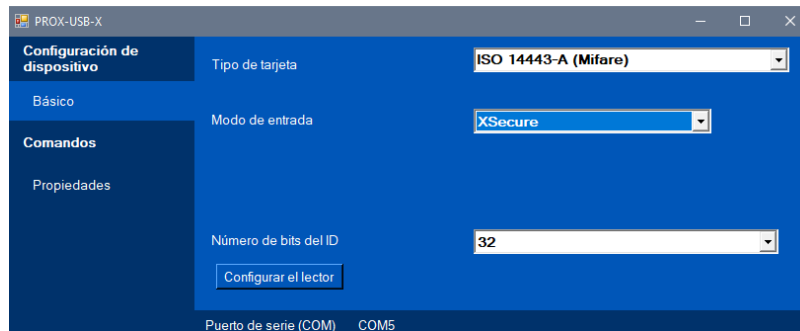 PROX-USB-X
Configuración de
dispositivo
Tipo de tarjeta
ISO 14443-A (Mifare)
Básico
Modo de entrada
XSecure
Comandos
Propiedades
Número de bits del ID
32
Configurar el lector
Puerto de serie (COM) COM5